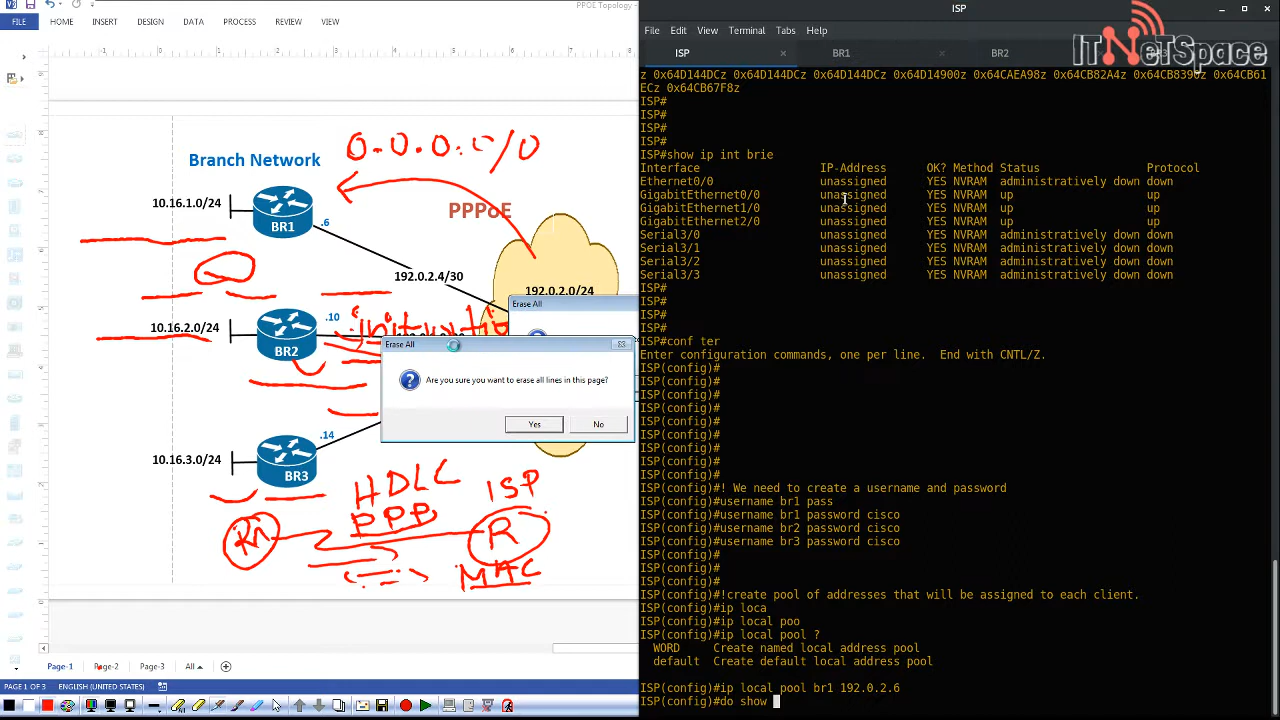 PPOE Topology -
FILE HOME INSERT DESIGN DATA PROCESS REVIEW VIEW
Branch Network
0.0.0.0/0
PPPoE
10.16.1.0/24
BR1
.6
192.0.2.4/30
192.0.2.0/24
10.16.2.0/24
BR2
.10
Erase All
Erase All
Are you sure you want to erase all lines in this page?
Yes No
10.16.3.0/24
BR3
.14
HDLC
PPP
ISP
R
MAC
Page-1 Page-2 Page-3 All
PAGE 1 OF 3 ENGLISH (UNITED STATES)
ISP
File Edit View Terminal Tabs Help
ISP BR1 BR2 BR3
ITNetSpace
z 0x64D144DCz 0x64D144DCz 0x64D144DCz 0x64D14900z 0x64CAEA98z 0x64CB82A4z 0x64CB8390z 0x64CB61
ECz 0x64CB67F8z
ISP#
ISP#
ISP#
ISP#
ISP#show ip int brie
Interface IP-Address OK? Method Status Protocol
Ethernet0/0 unassigned YES NVRAM administratively down down
GigabitEthernet0/0 unassigned YES NVRAM up up
GigabitEthernet1/0 unassigned YES NVRAM up up
GigabitEthernet2/0 unassigned YES NVRAM up up
Serial3/0 unassigned YES NVRAM administratively down down
Serial3/1 unassigned YES NVRAM administratively down down
Serial3/2 unassigned YES NVRAM administratively down down
Serial3/3 unassigned YES NVRAM administratively down down
ISP#
ISP#
ISP#
ISP#
ISP#conf ter
Enter configuration commands, one per line. End with CNTL/Z.
ISP(config)#
ISP(config)#
ISP(config)#
ISP(config)#
ISP(config)#
ISP(config)#
ISP(config)#
ISP(config)#
ISP(config)#
ISP(config)#! We need to create a username and password
ISP(config)#username br1 pass
ISP(config)#username br1 password cisco
ISP(config)#username br2 password cisco
ISP(config)#username br3 password cisco
ISP(config)#
ISP(config)#
ISP(config)#
ISP(config)#!create pool of addresses that will be assigned to each client.
ISP(config)#ip loca
ISP(config)#ip local poo
ISP(config)#ip local pool ?
WORD Create named local address pool
default Create default local address pool
ISP(config)#ip local pool br1 192.0.2.6
ISP(config)#do show